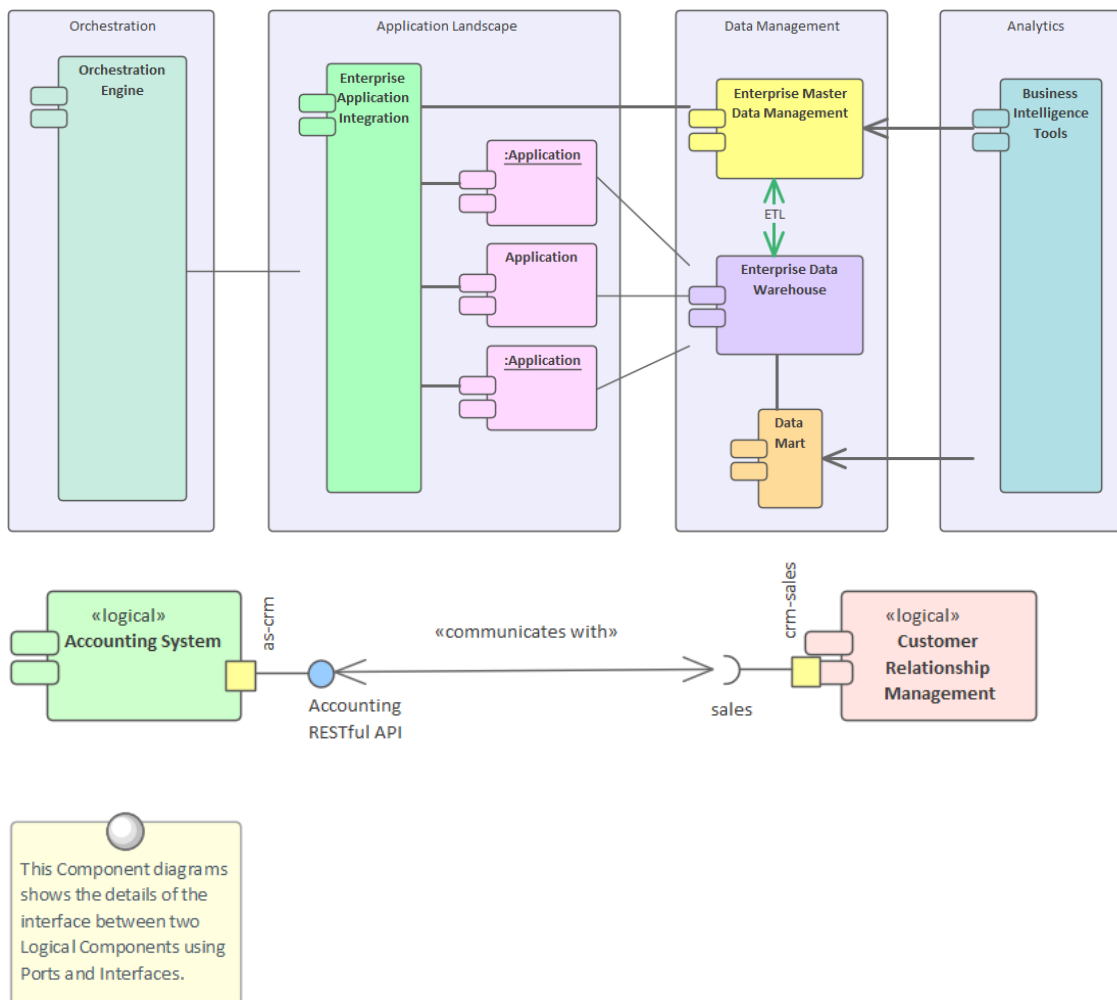 Orchestration
Application Landscape
Data Management
Analytics
Orchestration
Engine
Enterprise
Application
Integration
Enterprise Master
Data Management
Business
Intelligence
Tools
:Application
ETL
Application
Enterprise Data
Warehouse
:Application
Data
Mart
«logical»
Accounting System
as-crm
«communicates with»
crm-sales
«logical»
Customer
Relationship
Management
Accounting
RESTful API
sales
This Component diagrams
shows the details of the
interface between two
Logical Components using
Ports and Interfaces.